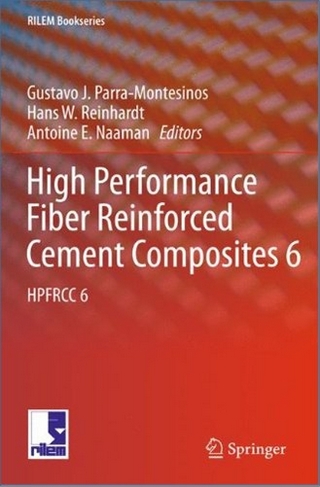 RILEM Bookseries
Gustavo J. Parra-Montesinos
Hans W. Reinhardt
Antoine E. Naaman Editors
High Performance
Fiber Reinforced
Cement Composites 6
HPFRCC 6
rilem
Springer